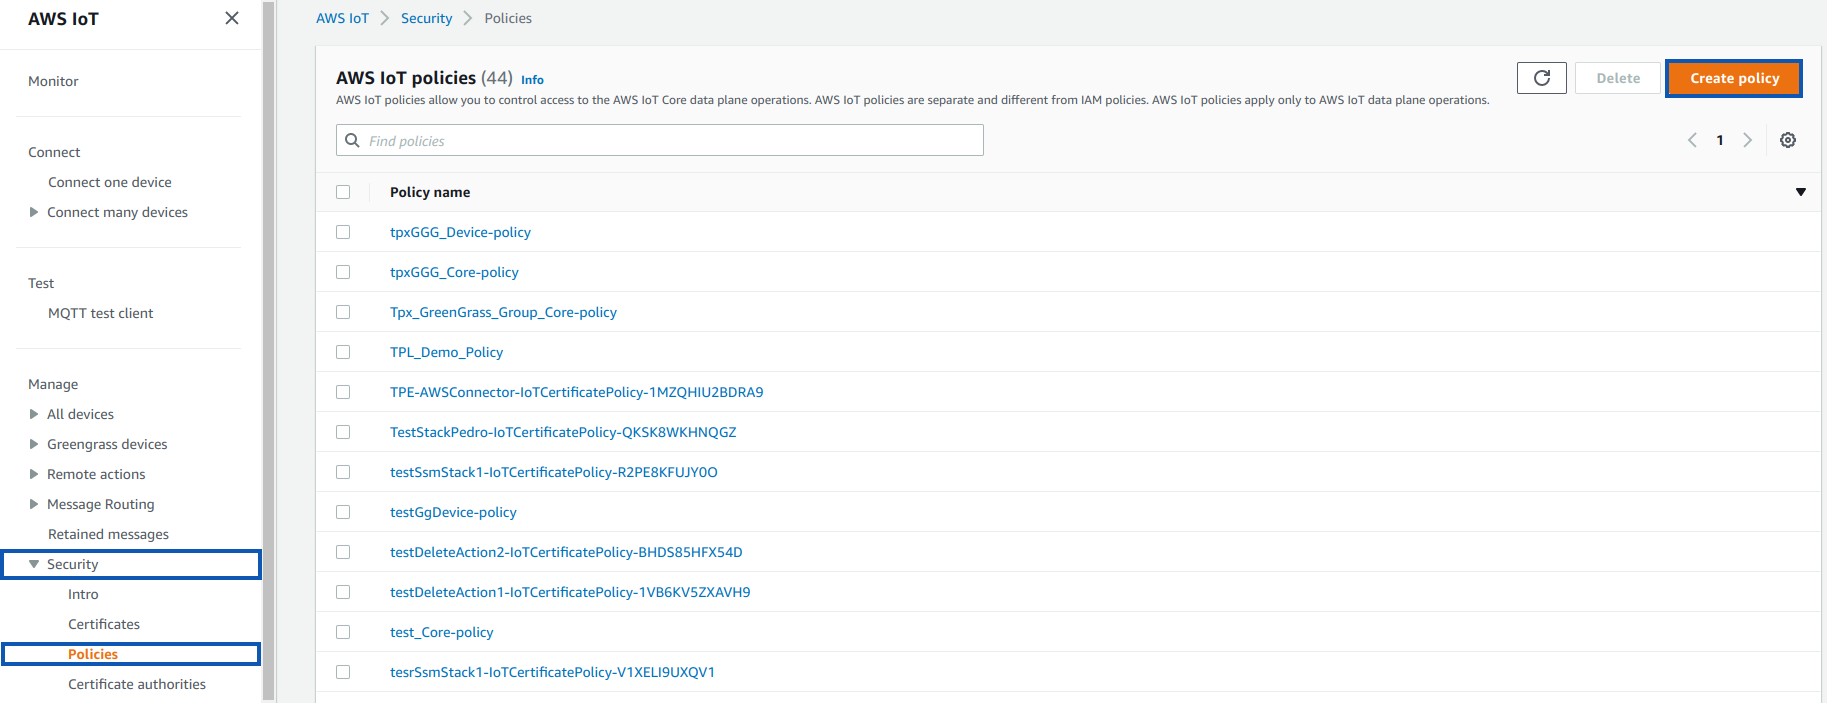 AWS IoT
Monitor
Connect
Connect one device
Connect many devices
Test
MQTT test client
Manage
All devices
Greengrass devices
Remote actions
Message Routing
Retained messages
Security
Intro
Certificates
Policies
Certificate authorities
AWS IoT Security Policies
AWS IoT policies (44) Info
AWS IoT policies allow you to control access to the AWS IoT Core data plane operations. AWS IoT policies are separate and different from IAM policies. AWS IoT policies apply only to AWS IoT data plane operations.
Delete Create policy
Find policies
1
Policy name
tpxGGG_Device-policy
tpxGGG_Core-policy
Tpx_GreenGrass_Group_Core-policy
TPL_Demo_Policy
TPE-AWSConnector-IoTCertificatePolicy-1MZQHIU2BDRA9
TestStackPedro-IoTCertificatePolicy-QKSK8WKHNQGZ
testSsmStack1-IoTCertificatePolicy-R2PE8KFUJY0O
testGgDevice-policy
testDeleteAction2-IoTCertificatePolicy-BHDS85HFX54D
testDeleteAction1-IoTCertificatePolicy-1VB6KV5ZXAVH9
test_Core-policy
tesrSsmStack1-IoTCertificatePolicy-V1XELI9UXQV1